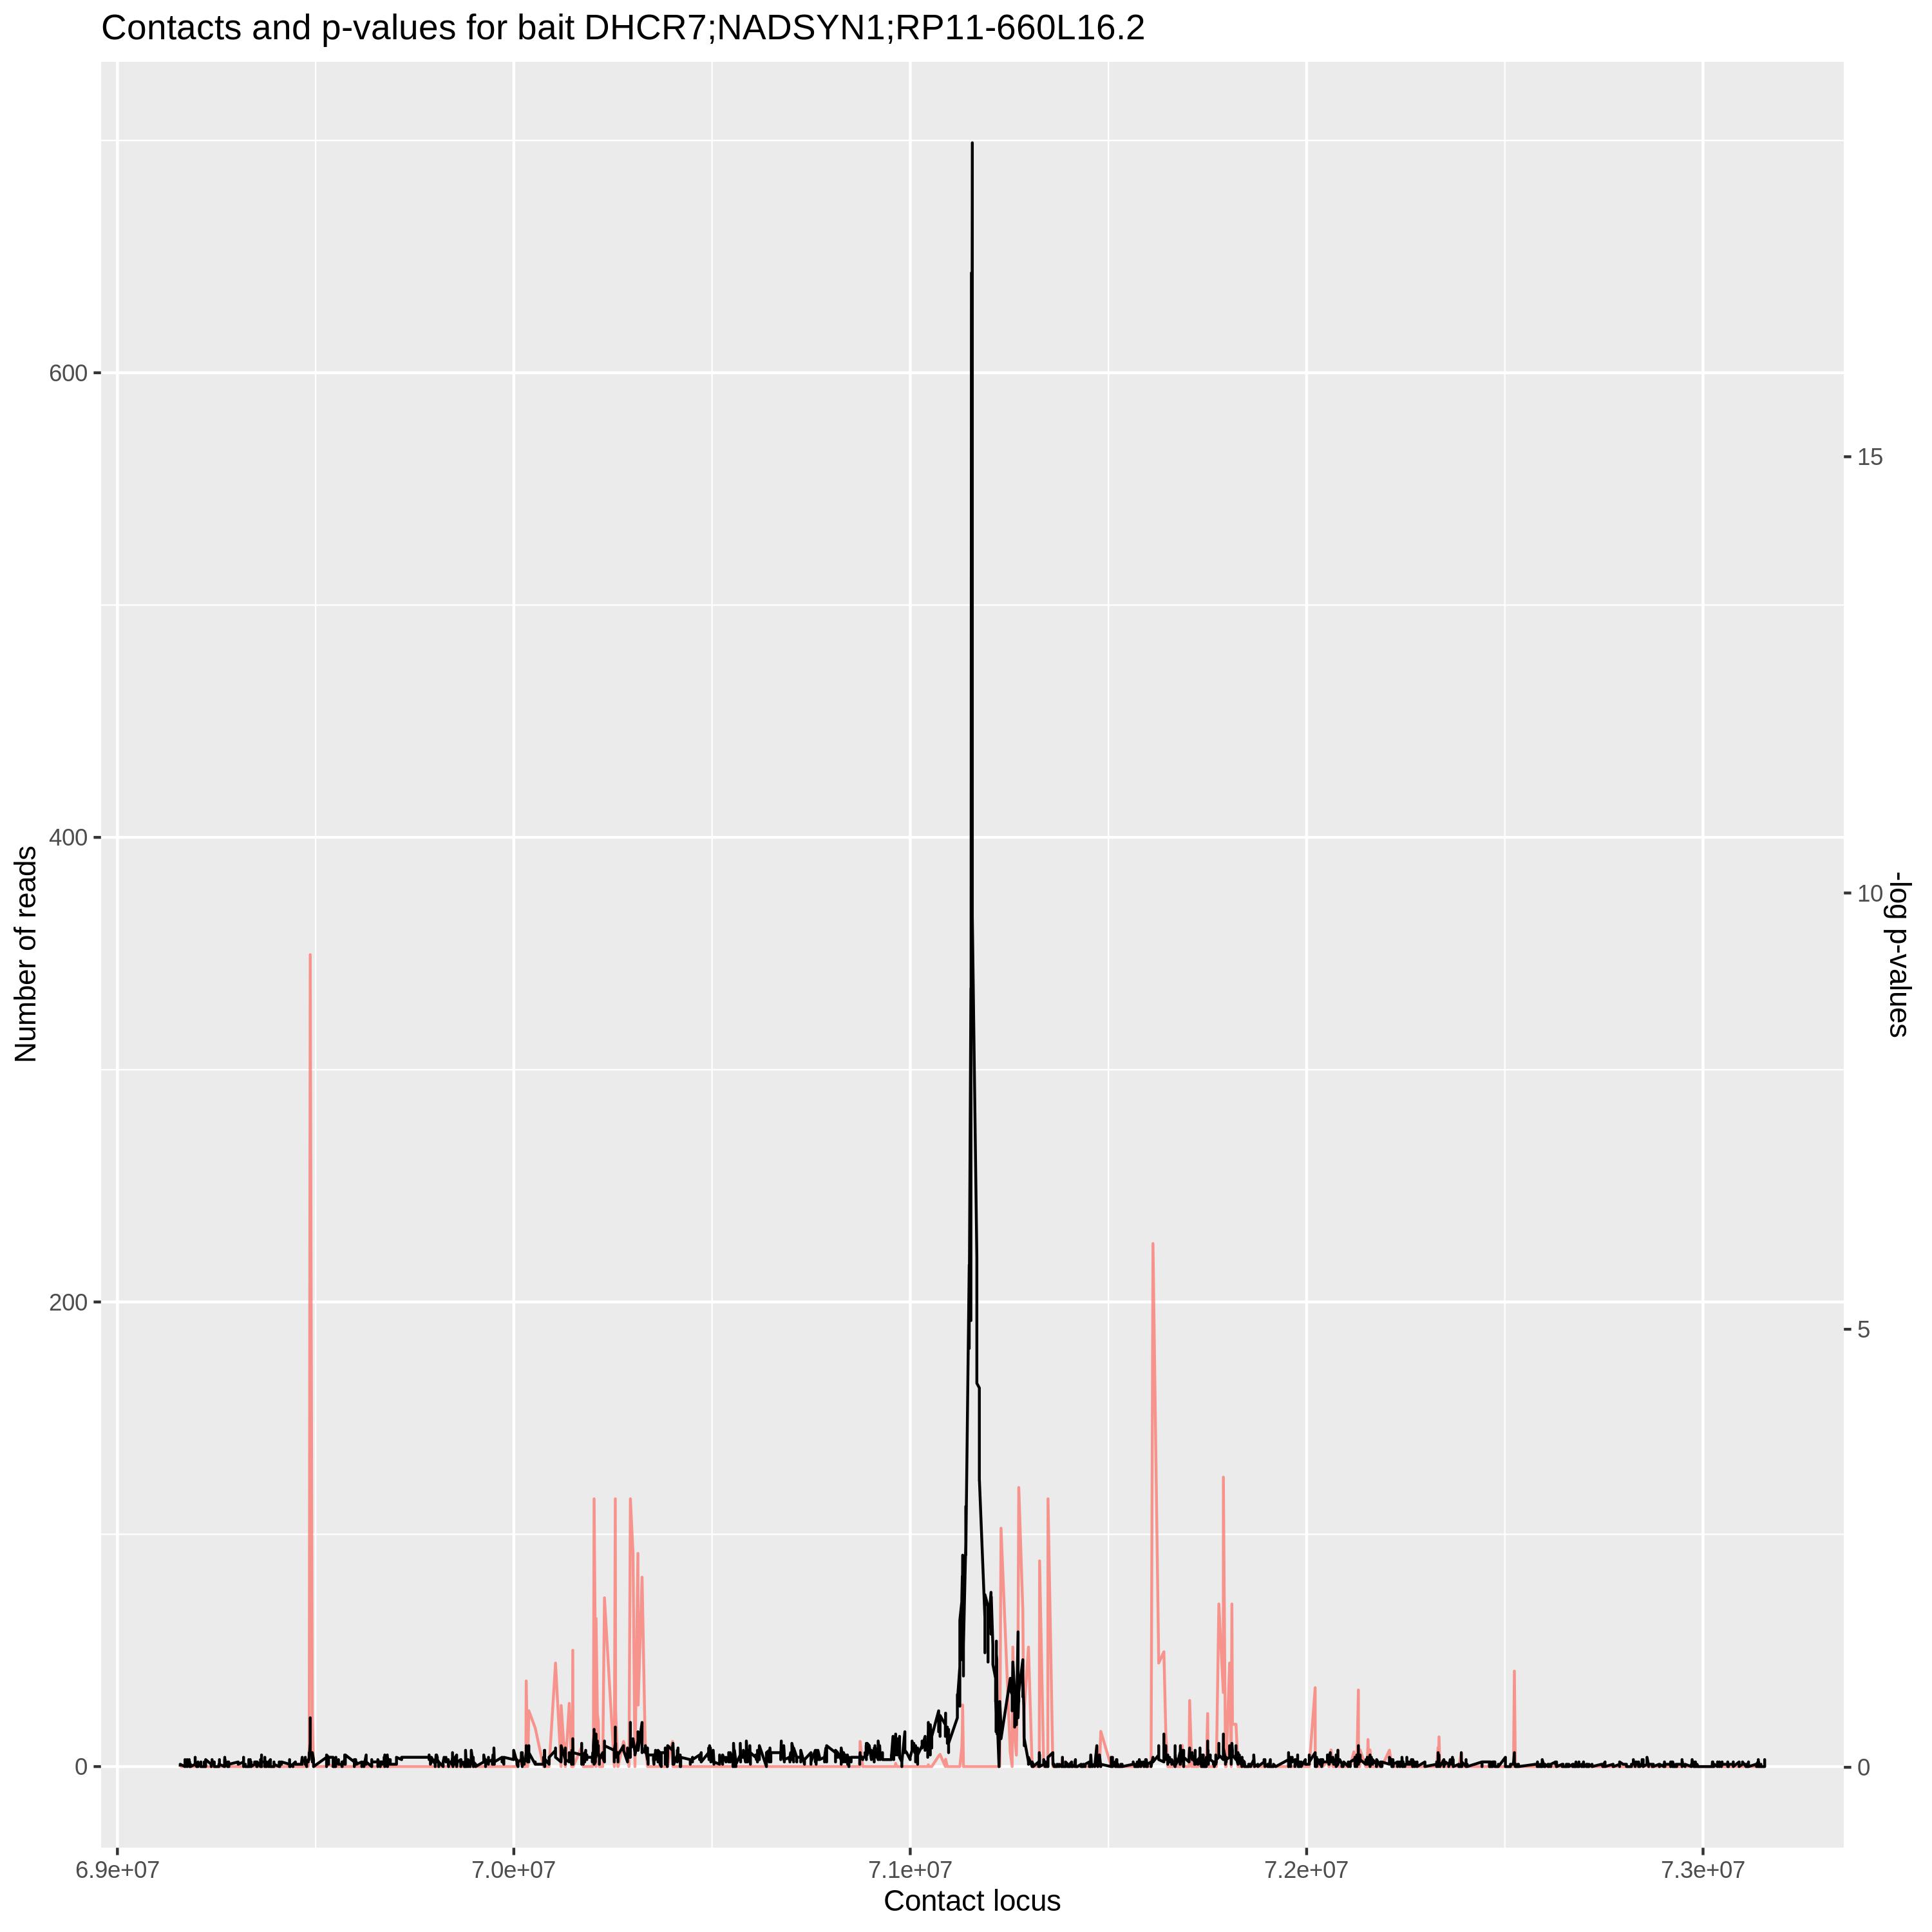 Contacts and p-values for bait DHCR7;NADSYN1;RP11-660L16.2
600
400
200
0
Number of reads
15
10
5
0
-log p-values
6.9e+07 7.0e+07 7.1e+07 7.2e+07 7.3e+07
Contact locus